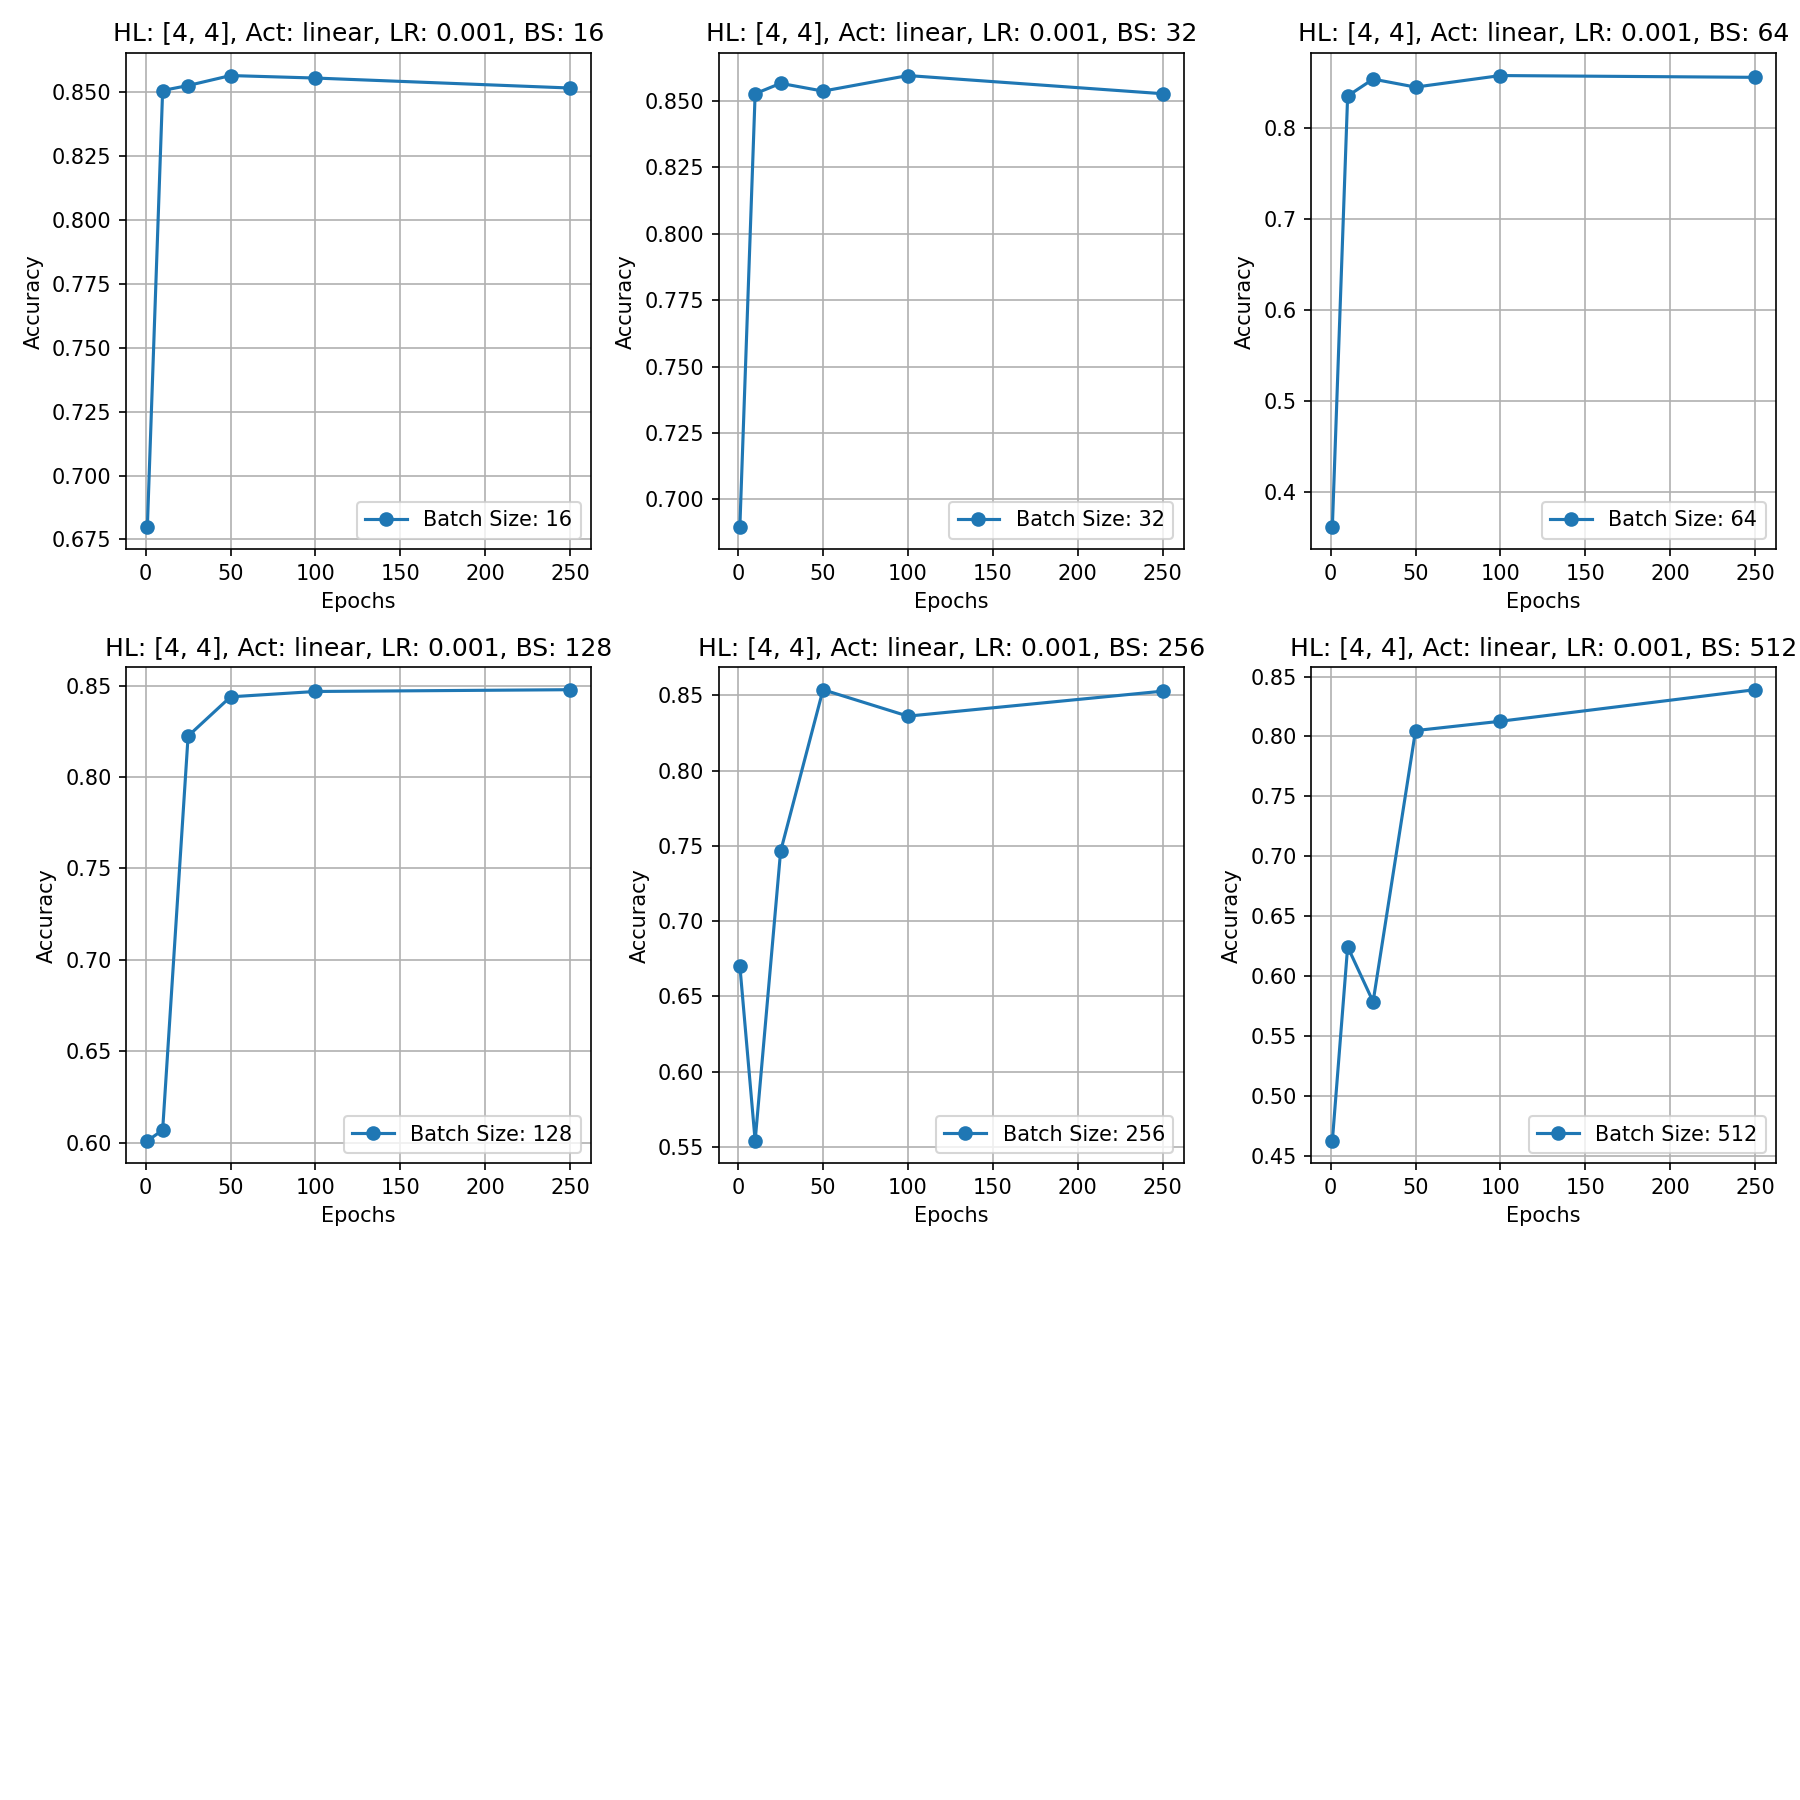 HL: [4, 4], Act: linear, LR: 0.001, BS: 16
Accuracy
0.850
0.825
0.800
0.775
0.750
0.725
0.700
0.675
Batch Size: 16
0 50 100 150 200 250
Epochs
HL: [4, 4], Act: linear, LR: 0.001, BS: 32
Accuracy
0.850
0.825
0.800
0.775
0.750
0.725
0.700
Batch Size: 32
0 50 100 150 200 250
Epochs
HL: [4, 4], Act: linear, LR: 0.001, BS: 64
Accuracy
0.8
0.7
0.6
0.5
0.4
Batch Size: 64
0 50 100 150 200 250
Epochs
HL: [4, 4], Act: linear, LR: 0.001, BS: 128
Accuracy
0.85
0.80
0.75
0.70
0.65
0.60
Batch Size: 128
0 50 100 150 200 250
Epochs
HL: [4, 4], Act: linear, LR: 0.001, BS: 256
Accuracy
0.85
0.80
0.75
0.70
0.65
0.60
0.55
Batch Size: 256
0 50 100 150 200 250
Epochs
HL: [4, 4], Act: linear, LR: 0.001, BS: 512
Accuracy
0.85
0.80
0.75
0.70
0.65
0.60
0.55
0.50
0.45
Batch Size: 512
0 50 100 150 200 250
Epochs